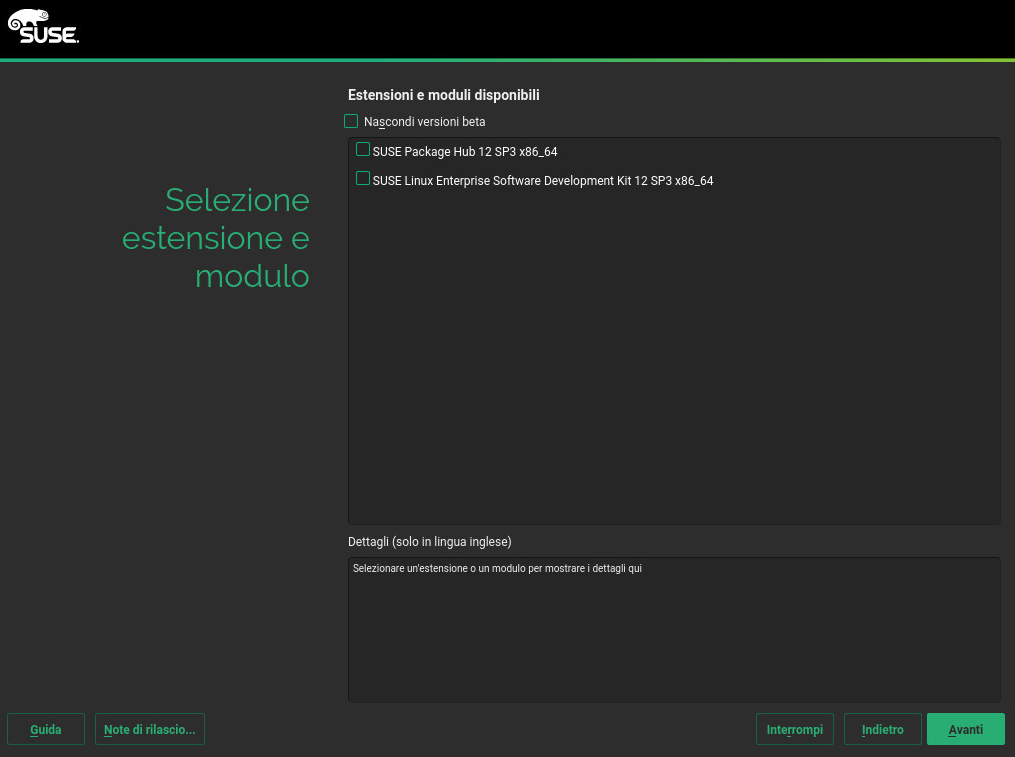 SUSE.
Estensioni e moduli disponibili
Nascondi versioni beta
SUSE Package Hub 12 SP3 x86_64
SUSE Linux Enterprise Software Development Kit 12 SP3 x86_64
Selezione
estensione e
modulo
Dettagli (solo in lingua inglese)
Selezionare un'estensione o un modulo per mostrare i dettagli qui
Guida
Note di rilascio...
Interrompi
Indietro
Avanti